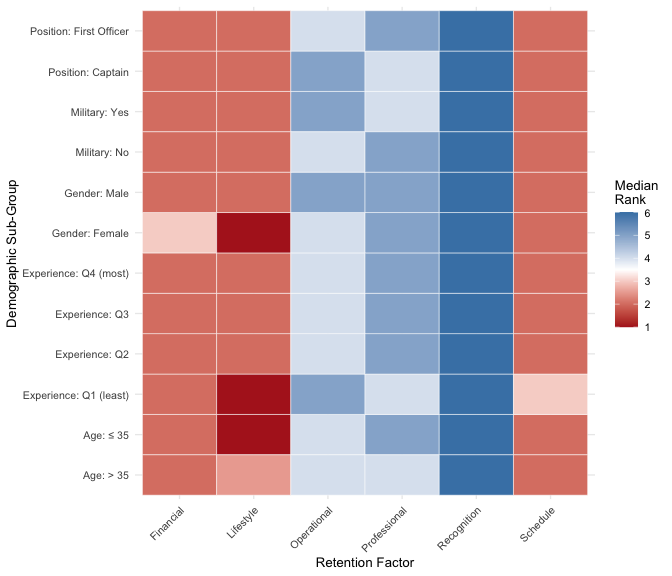 Position: First Officer
Position: Captain
Military: Yes
Military: No
Gender: Male
Gender: Female
Experience: Q4 (most)
Experience: Q3
Experience: Q2
Experience: Q1 (least)
Age: ≤ 35
Age: > 35
Demographic Sub-Group
Financial
Lifestyle
Operational
Professional
Recognition
Schedule
Retention Factor
Median
Rank
6
5
4
3
2
1